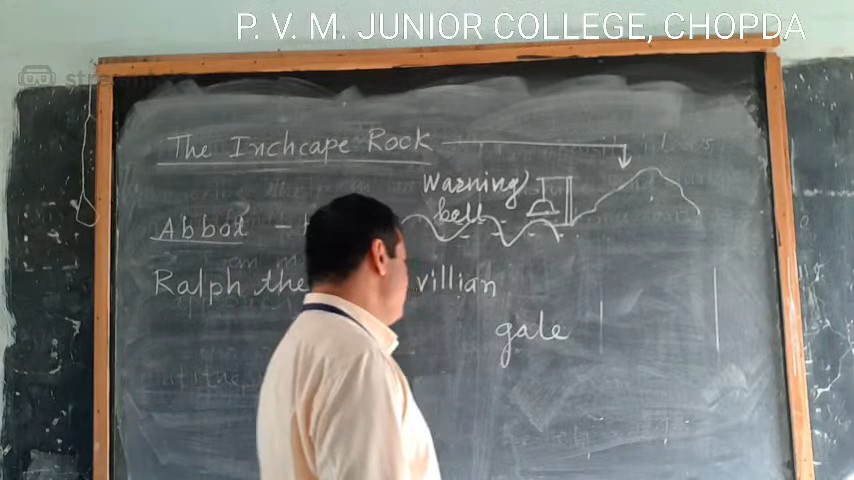 P. V. M. JUNIOR COLLEGE, CHOPDA
The Inchcape Rock
Warning
bell
Abbot -
Ralph the villian
gale